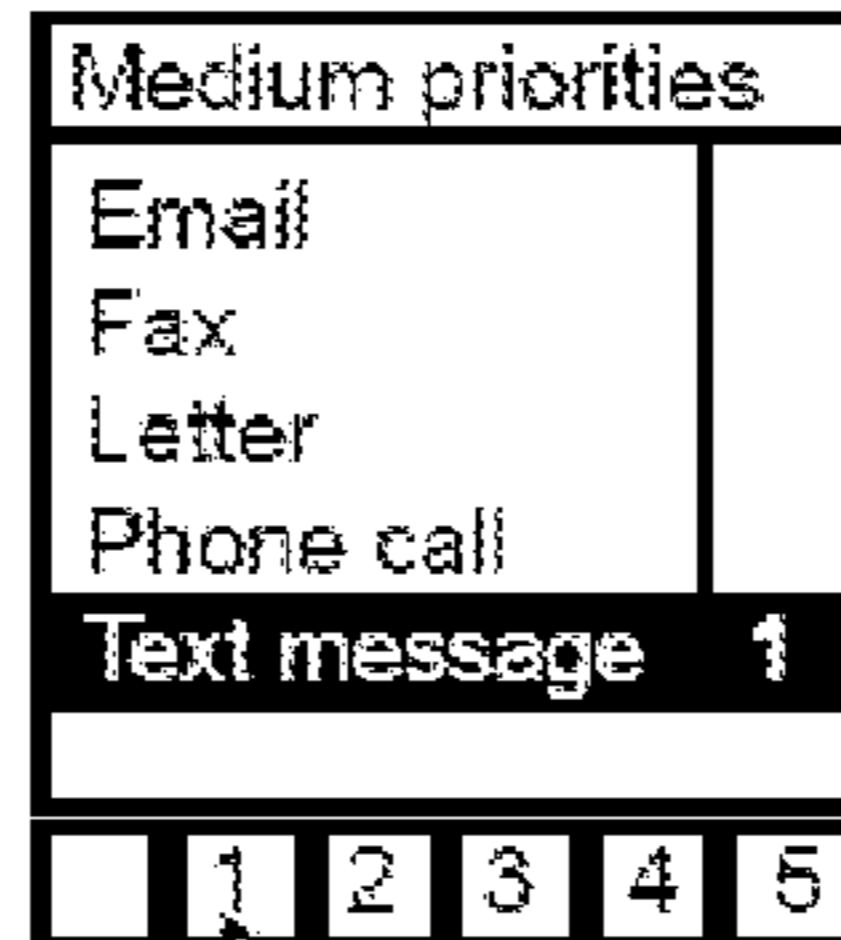 Medium priorities
Email
Fax
Letter
Phone call
Text message 1
1 2 3 4 5